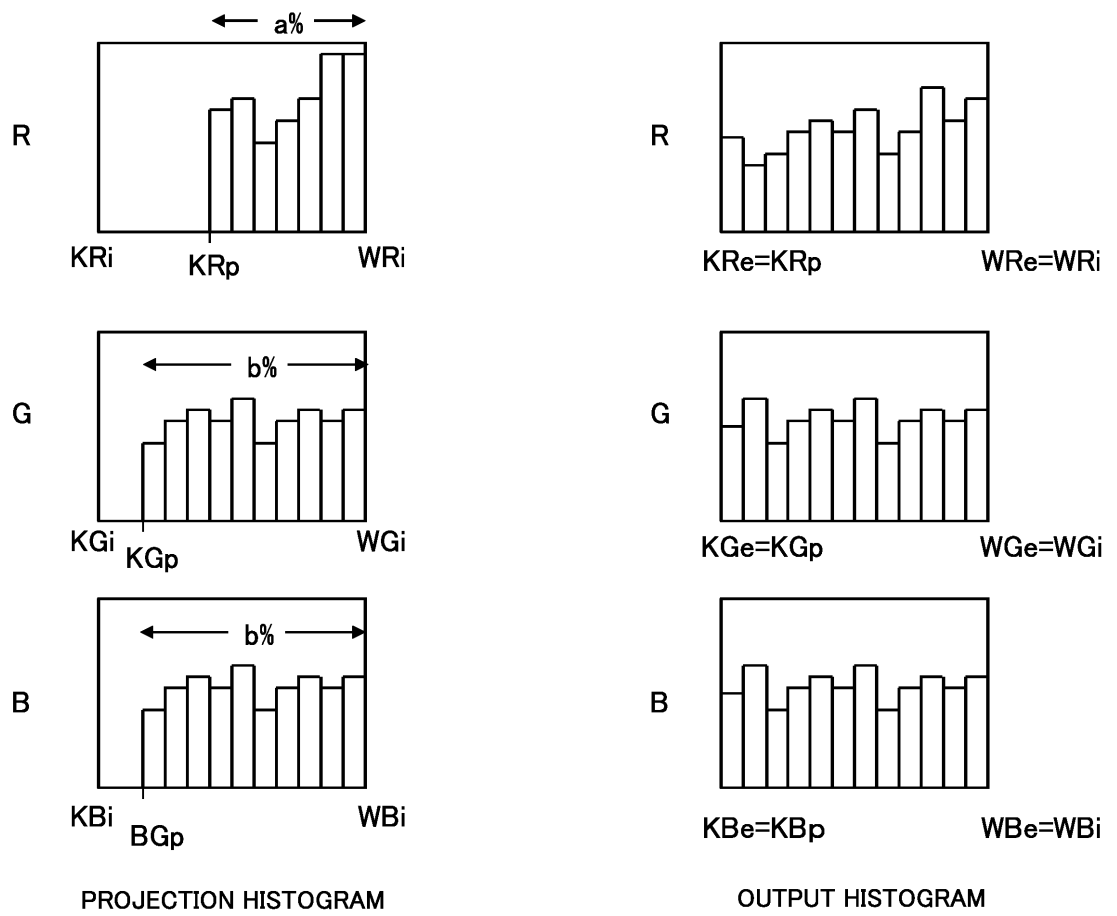 a%
R
KRi
KRp
WRi
R
KRe=KRp
WRe=WRi
b%
G
KGi
KGp
WGi
G
KGe=KGp
WGe=WGi
b%
B
KBi
BGp
WBi
B
KBe=KBp
WBe=WBi
PROJECTION HISTOGRAM
OUTPUT HISTOGRAM